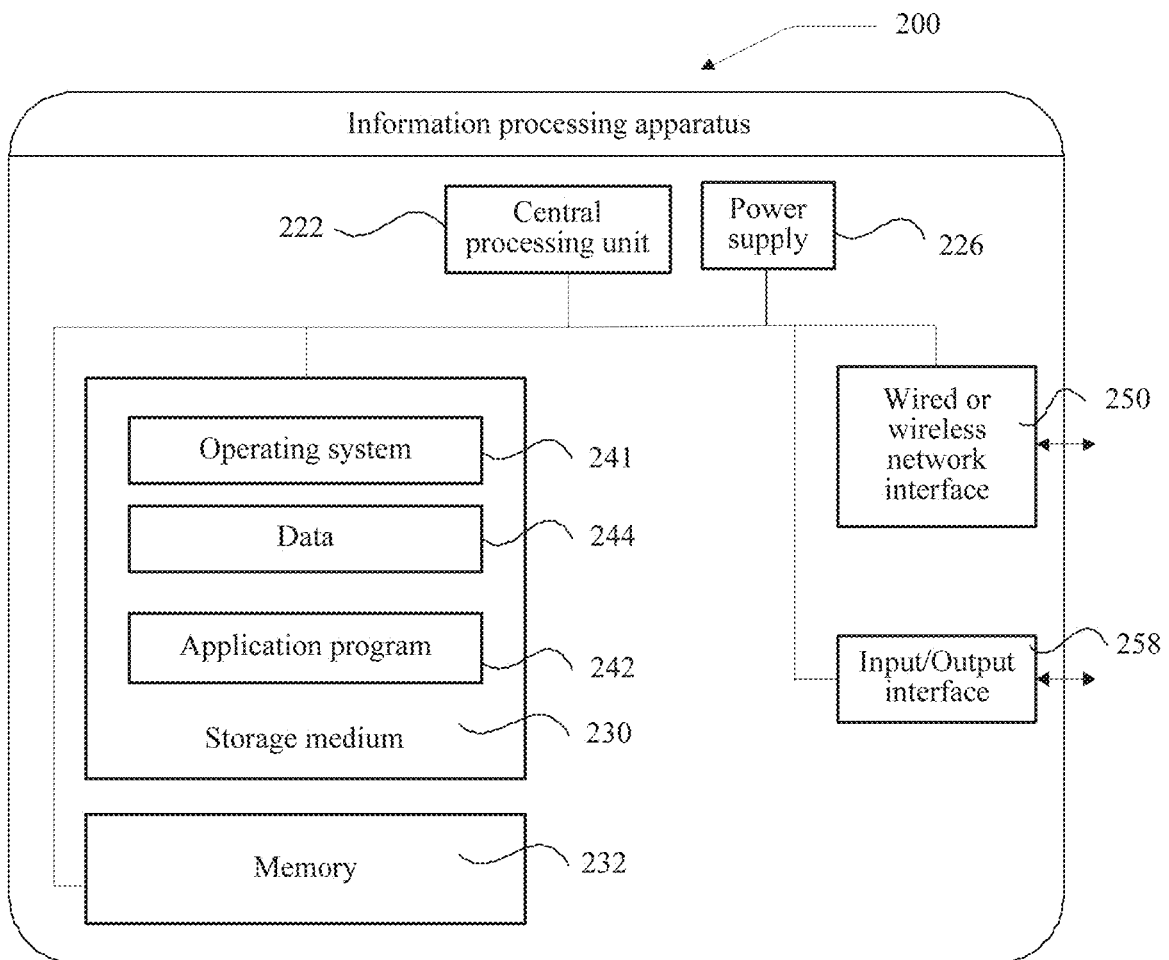 200
Information processing apparatus
222
Central
processing unit
Power
supply
226
Wired or
wireless
network
interface
250
Operating system
241
Data
244
Application program
242
Storage medium
230
Input/Output
interface
258
Memory
232